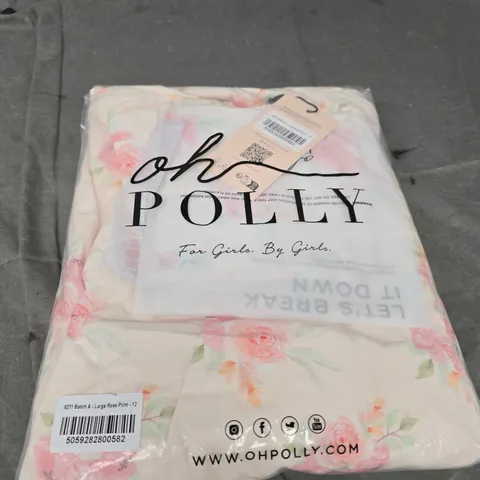 oh
POLLY
For Girls. By Girls.
LET'S BREAK
IT DOWN
8271 Batch A - Large Rose Print - 12
5059282800582
WWW.OHPOLLY.COM